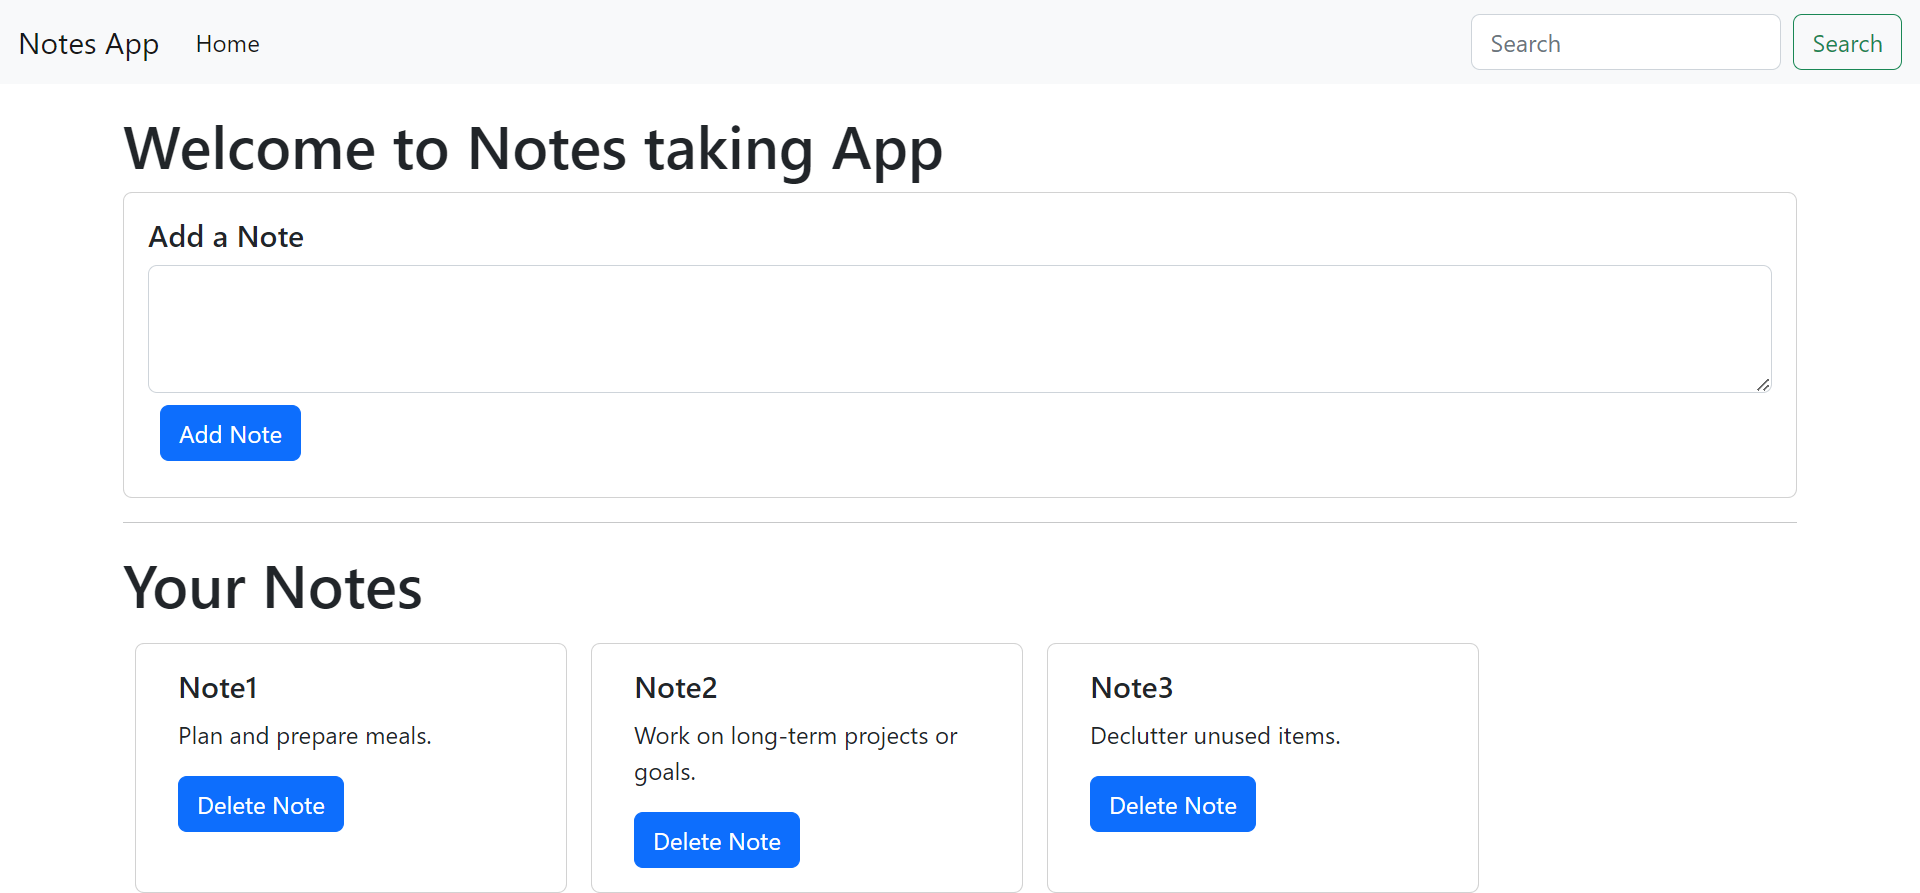 Notes App Home Search Search
Welcome to Notes taking App
Add a Note
Add Note
Your Notes
Note1
Plan and prepare meals.
Delete Note
Note2
Work on long-term projects or
goals.
Delete Note
Note3
Declutter unused items.
Delete Note